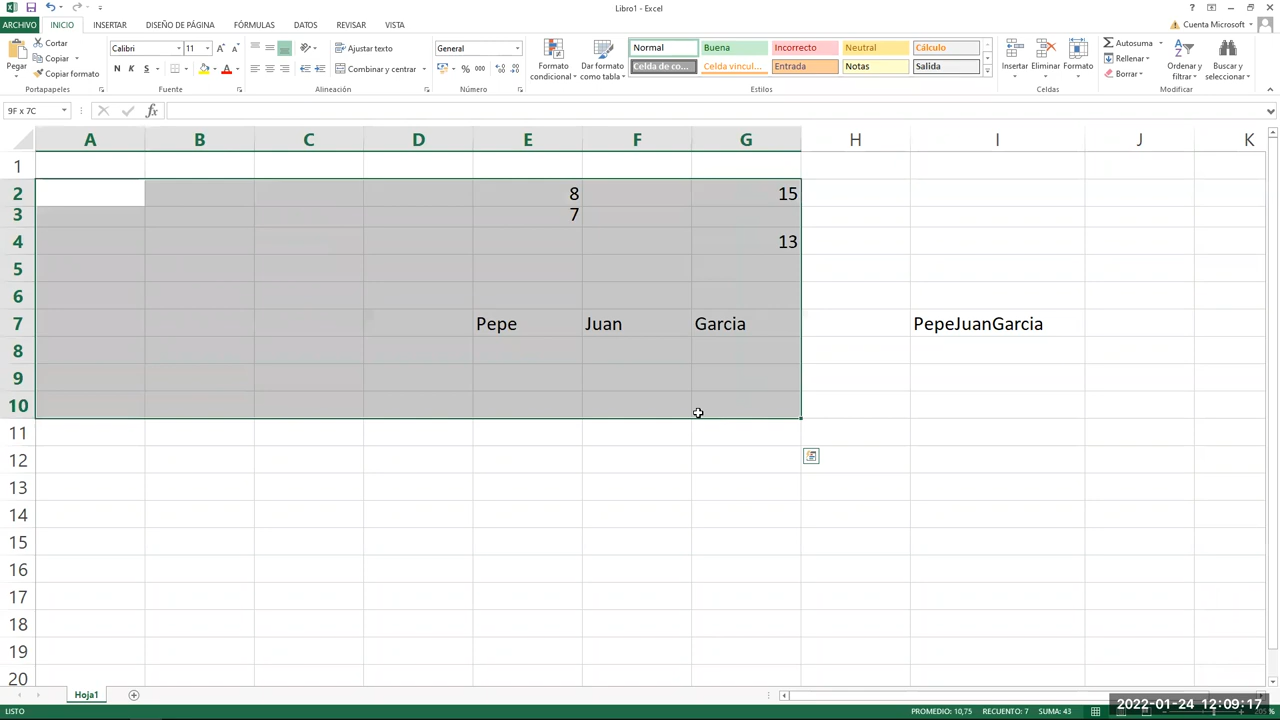 Libro1 - Excel
ARCHIVO INICIO INSERTAR DISEÑO DE PÁGINA FÓRMULAS DATOS REVISAR VISTA Cuenta Microsoft
Pegar Cortar Copiar Copiar formato
Calibri 11
N K S
Ajustar texto
Combinar y centrar
General
% 000
Formato condicional Dar formato como tabla
Normal Buena Incorrecto Neutral Cálculo
Celda de co... Celda vincul... Entrada Notas Salida
Insertar Eliminar Formato
Autosuma Rellenar Borrar
Ordenar y filtrar Buscar y seleccionar
Portapapeles Fuente Alineación Número Estilos Celdas Modificar
9F x 7C fx
A B C D E F G H I J K
1
2 8 15
3 7
4 13
5
6
7 Pepe Juan Garcia PepeJuanGarcia
8
9
10
11
12
13
14
15
16
17
18
19
20
Hoja1
LISTO PROMEDIO: 10,75 RECUENTO: 7 SUMA: 43
2022-01-24 12:09:17